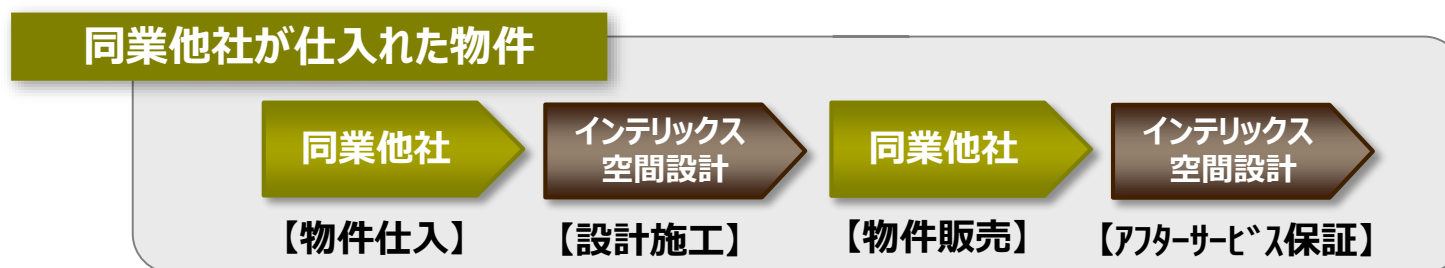 同業他社が仕入れた物件
同業他社
インテリックス
空間設計
同業他社
インテリックス
空間設計
【物件仕入】
【設計施工】
【物件販売】
【ｱﾌﾀｰｻｰﾋﾞｽ保証】